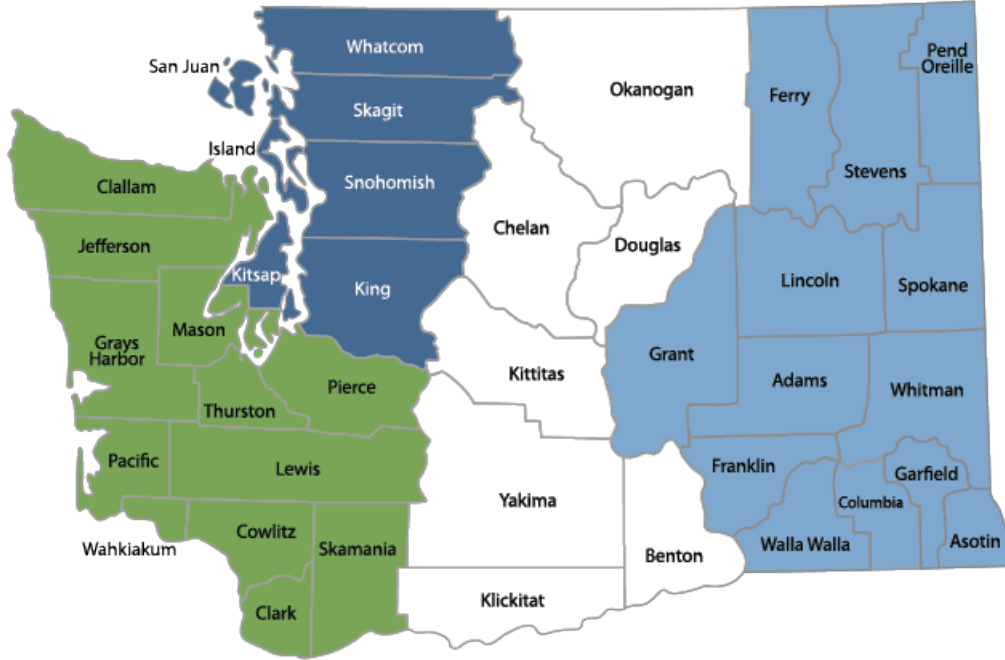 Whatcom
San Juan
Pend
Oreille
Okanogan
Ferry
Skagit
Island
Stevens
Snohomish
Clallam
Chelan
Douglas
Jefferson
Kitsap
King
Lincoln
Spokane
Mason
Grays
Harbor
Grant
Kittitas
Adams
Pierce
Whitman
Thurston
Pacific
Lewis
Franklin
Garfield
Yakima
Columbia
Cowlitz
Wahkiakum
Skamania
Walla Walla
Asotin
Benton
Klickitat
Clark